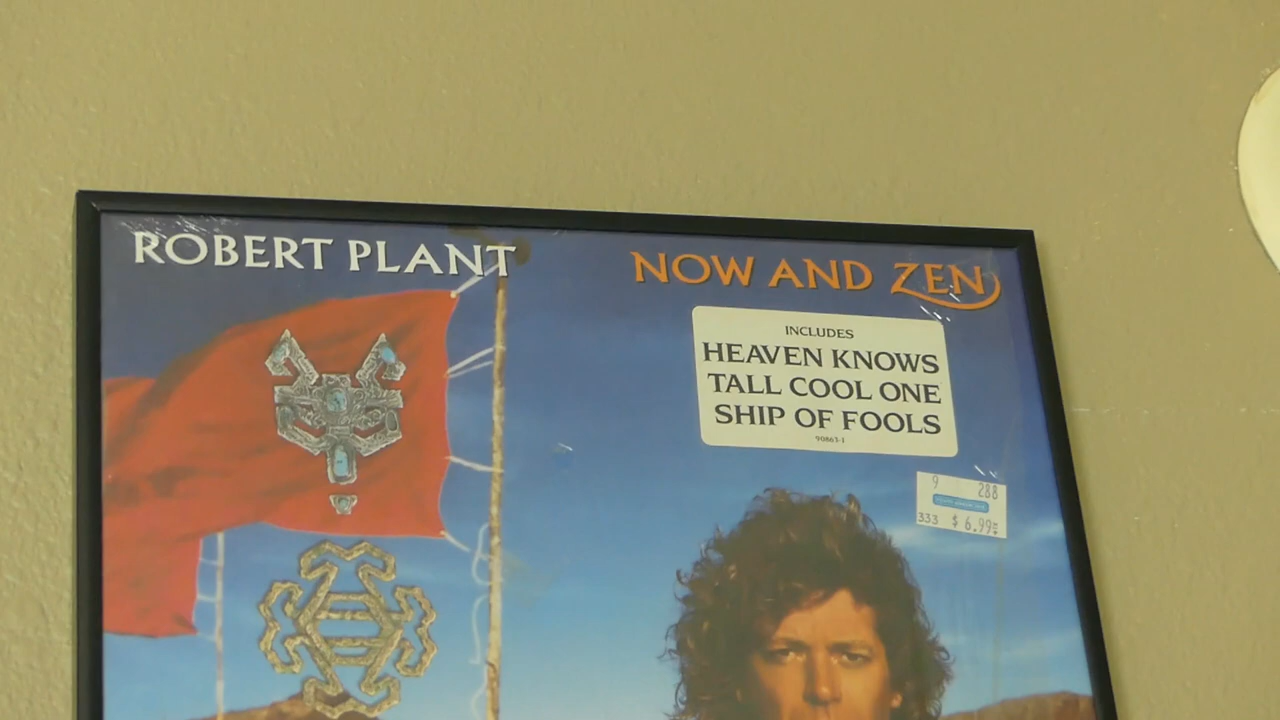 ROBERT PLANT
NOW AND ZEN
INCLUDES
HEAVEN KNOWS
TALL COOL ONE
SHIP OF FOOLS
90863-1
9 288
333 $ 6.99